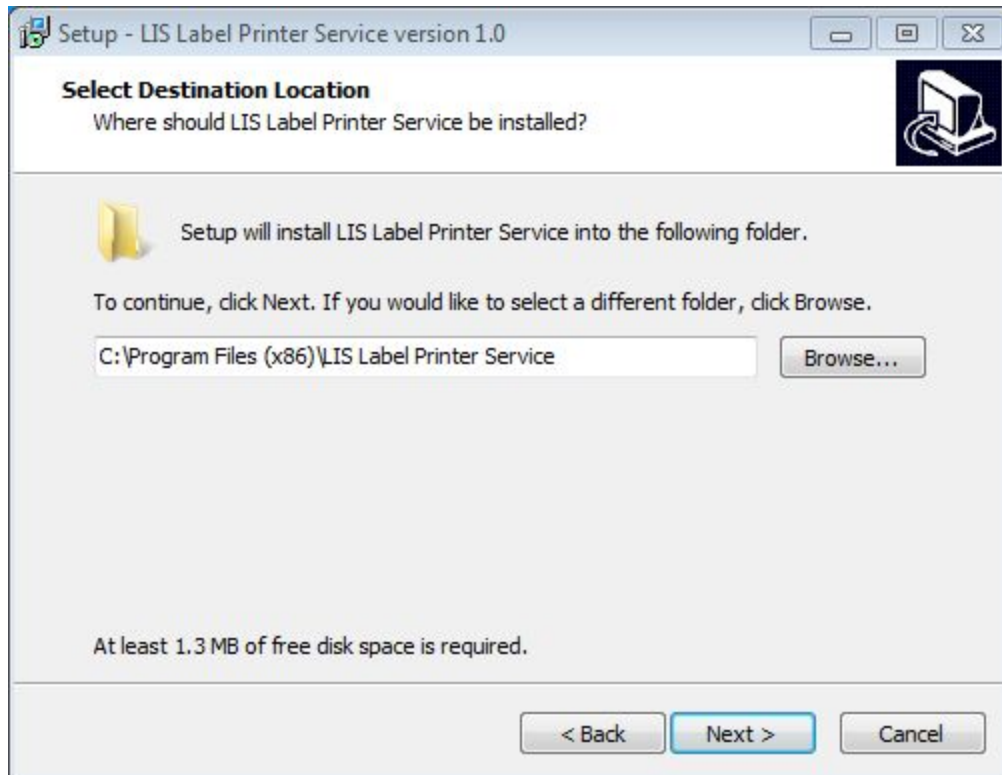 Setup - LIS Label Printer Service version 1.0
Select Destination Location
Where should LIS Label Printer Service be installed?
Setup will install LIS Label Printer Service into the following folder.
To continue, click Next. If you would like to select a different folder, click Browse.
C:\Program Files (x86)\LIS Label Printer Service
Browse...
At least 1.3 MB of free disk space is required.
< Back
Next >
Cancel